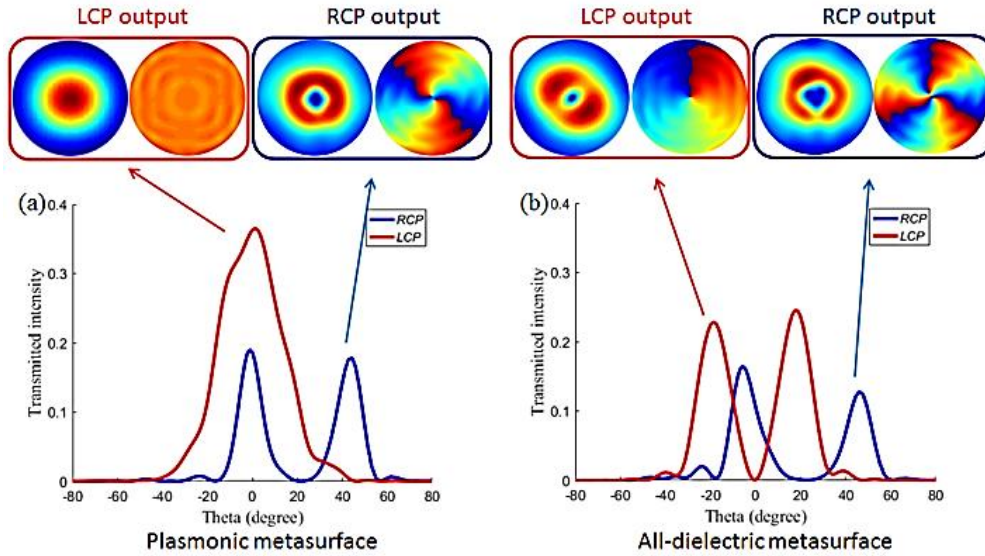 LCP output
RCP output
LCP output
RCP output
(a)
0.4
0.3
0.2
0.1
0
Transmitted intensity
RCP
LCP
-80 -60 -40 -20 0 20 40 60 80
Theta (degree)
Plasmonic metasurface
(b)
0.4
0.3
0.2
0.1
0
Transmitted intensity
RCP
LCP
-80 -60 -40 -20 0 20 40 60 80
Theta (degree)
All-dielectric metasurface